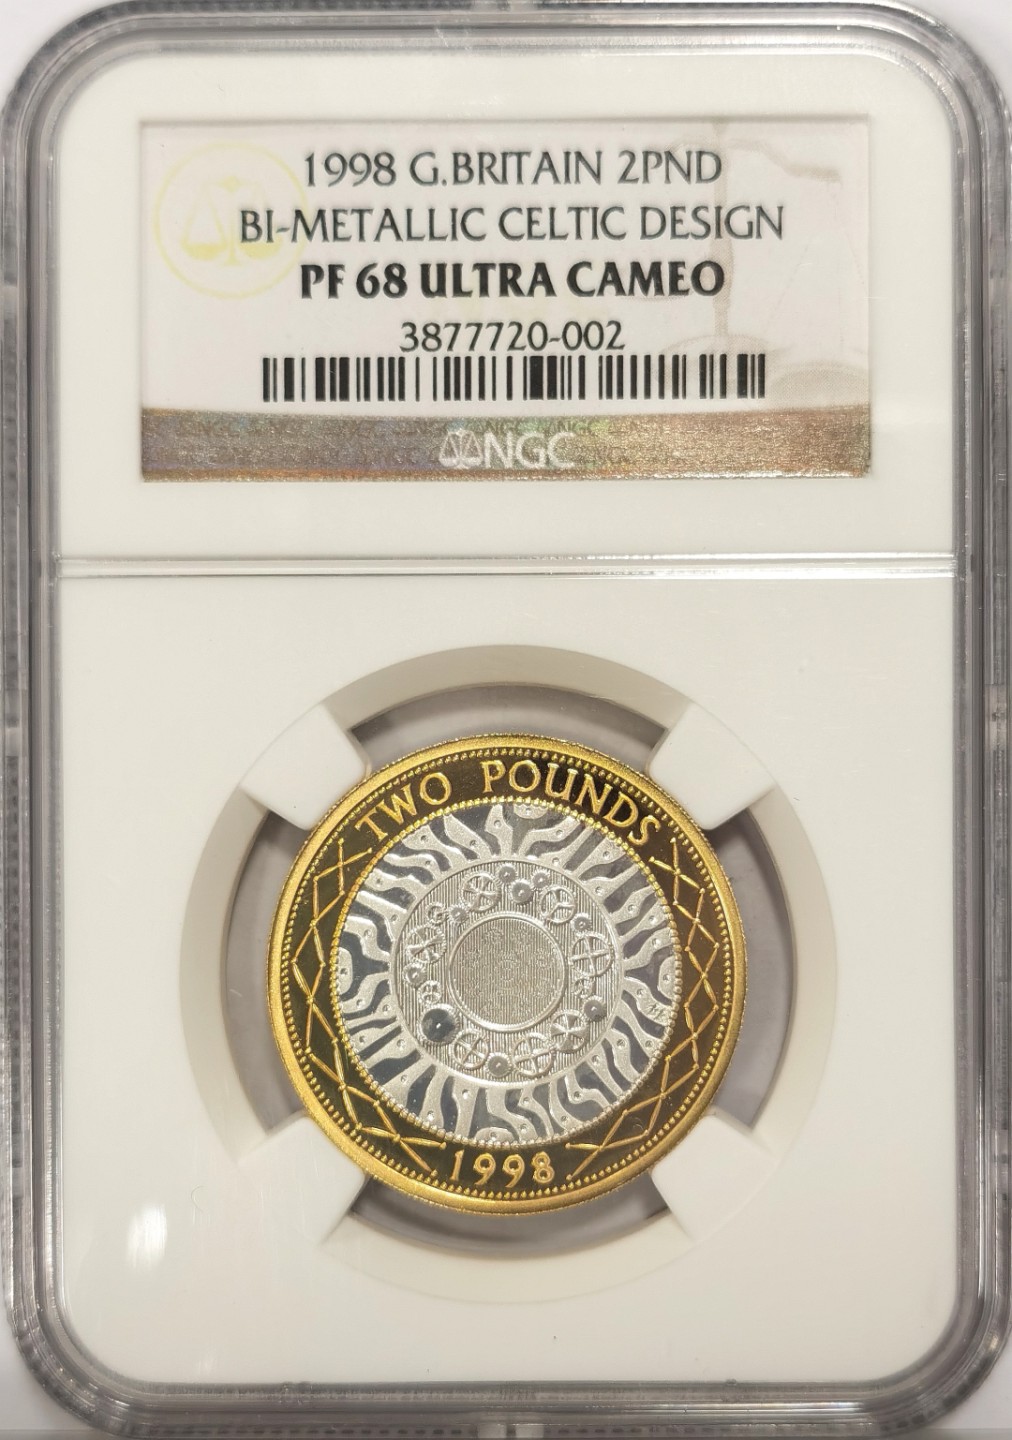 1998 G.BRITAIN 2PND
BI-METALLIC CELTIC DESIGN
PF 68 ULTRA CAMEO
3877720-002
NGC
TWO POUNDS
1998